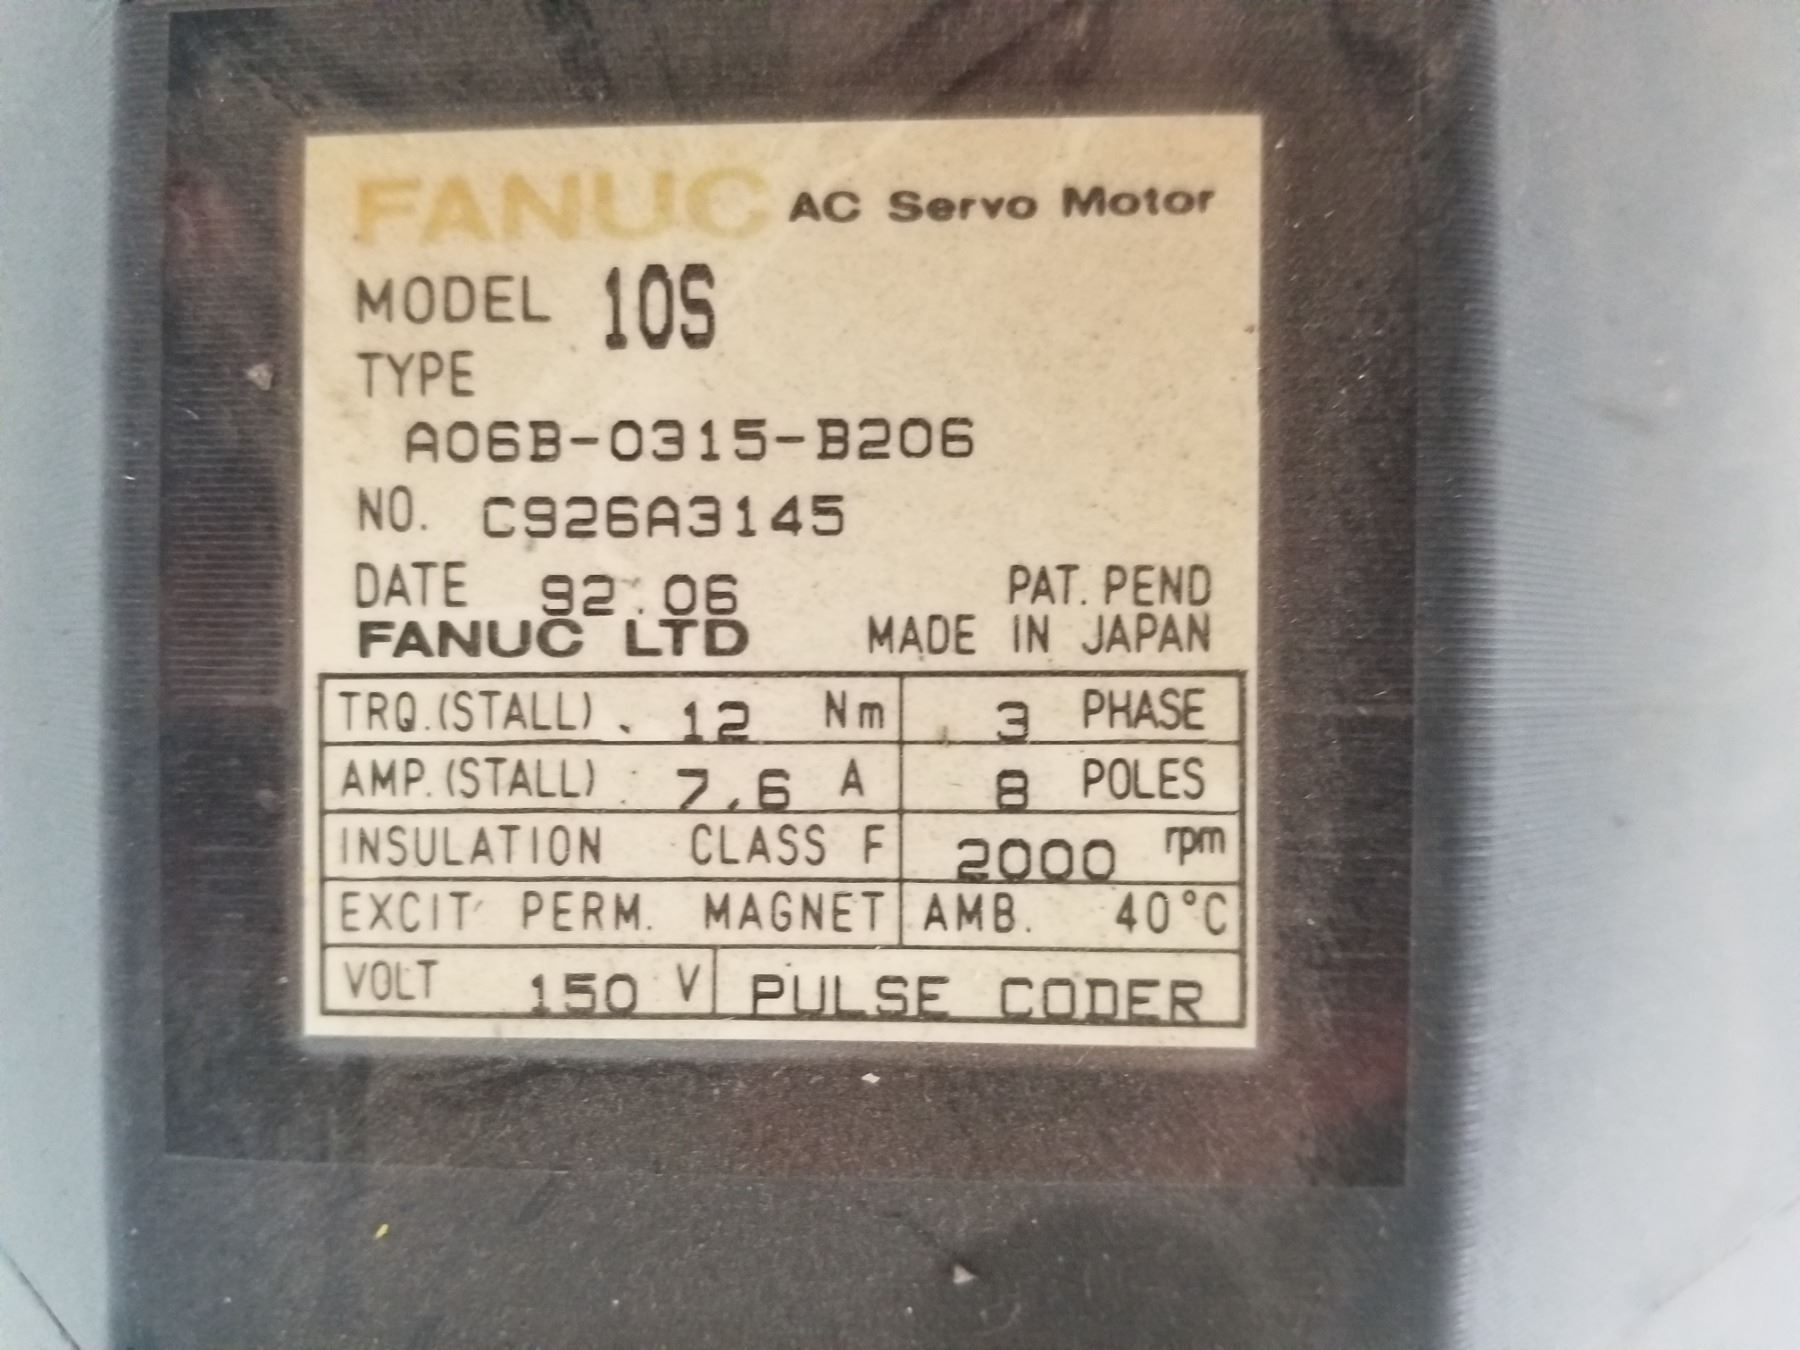 FANUC AC Servo Motor
MODEL 10S
TYPE
A06B-0315-B206
NO. C926A3145
DATE 92.06 PAT. PEND
FANUC LTD MADE IN JAPAN
TRQ.(STALL) 12 Nm 3 PHASE
AMP.(STALL) 7.6 A 8 POLES
INSULATION CLASS F 2000 rpm
EXCIT PERM. MAGNET AMB. 40°C
VOLT 150 V PULSE CODER